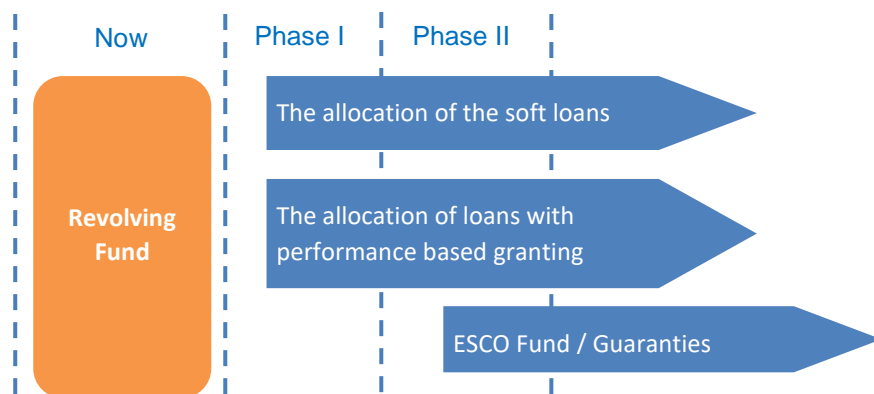 Now
Phase I
Phase II
Revolving
Fund
The allocation of the soft loans
The allocation of loans with
performance based granting
ESCO Fund / Guaranties